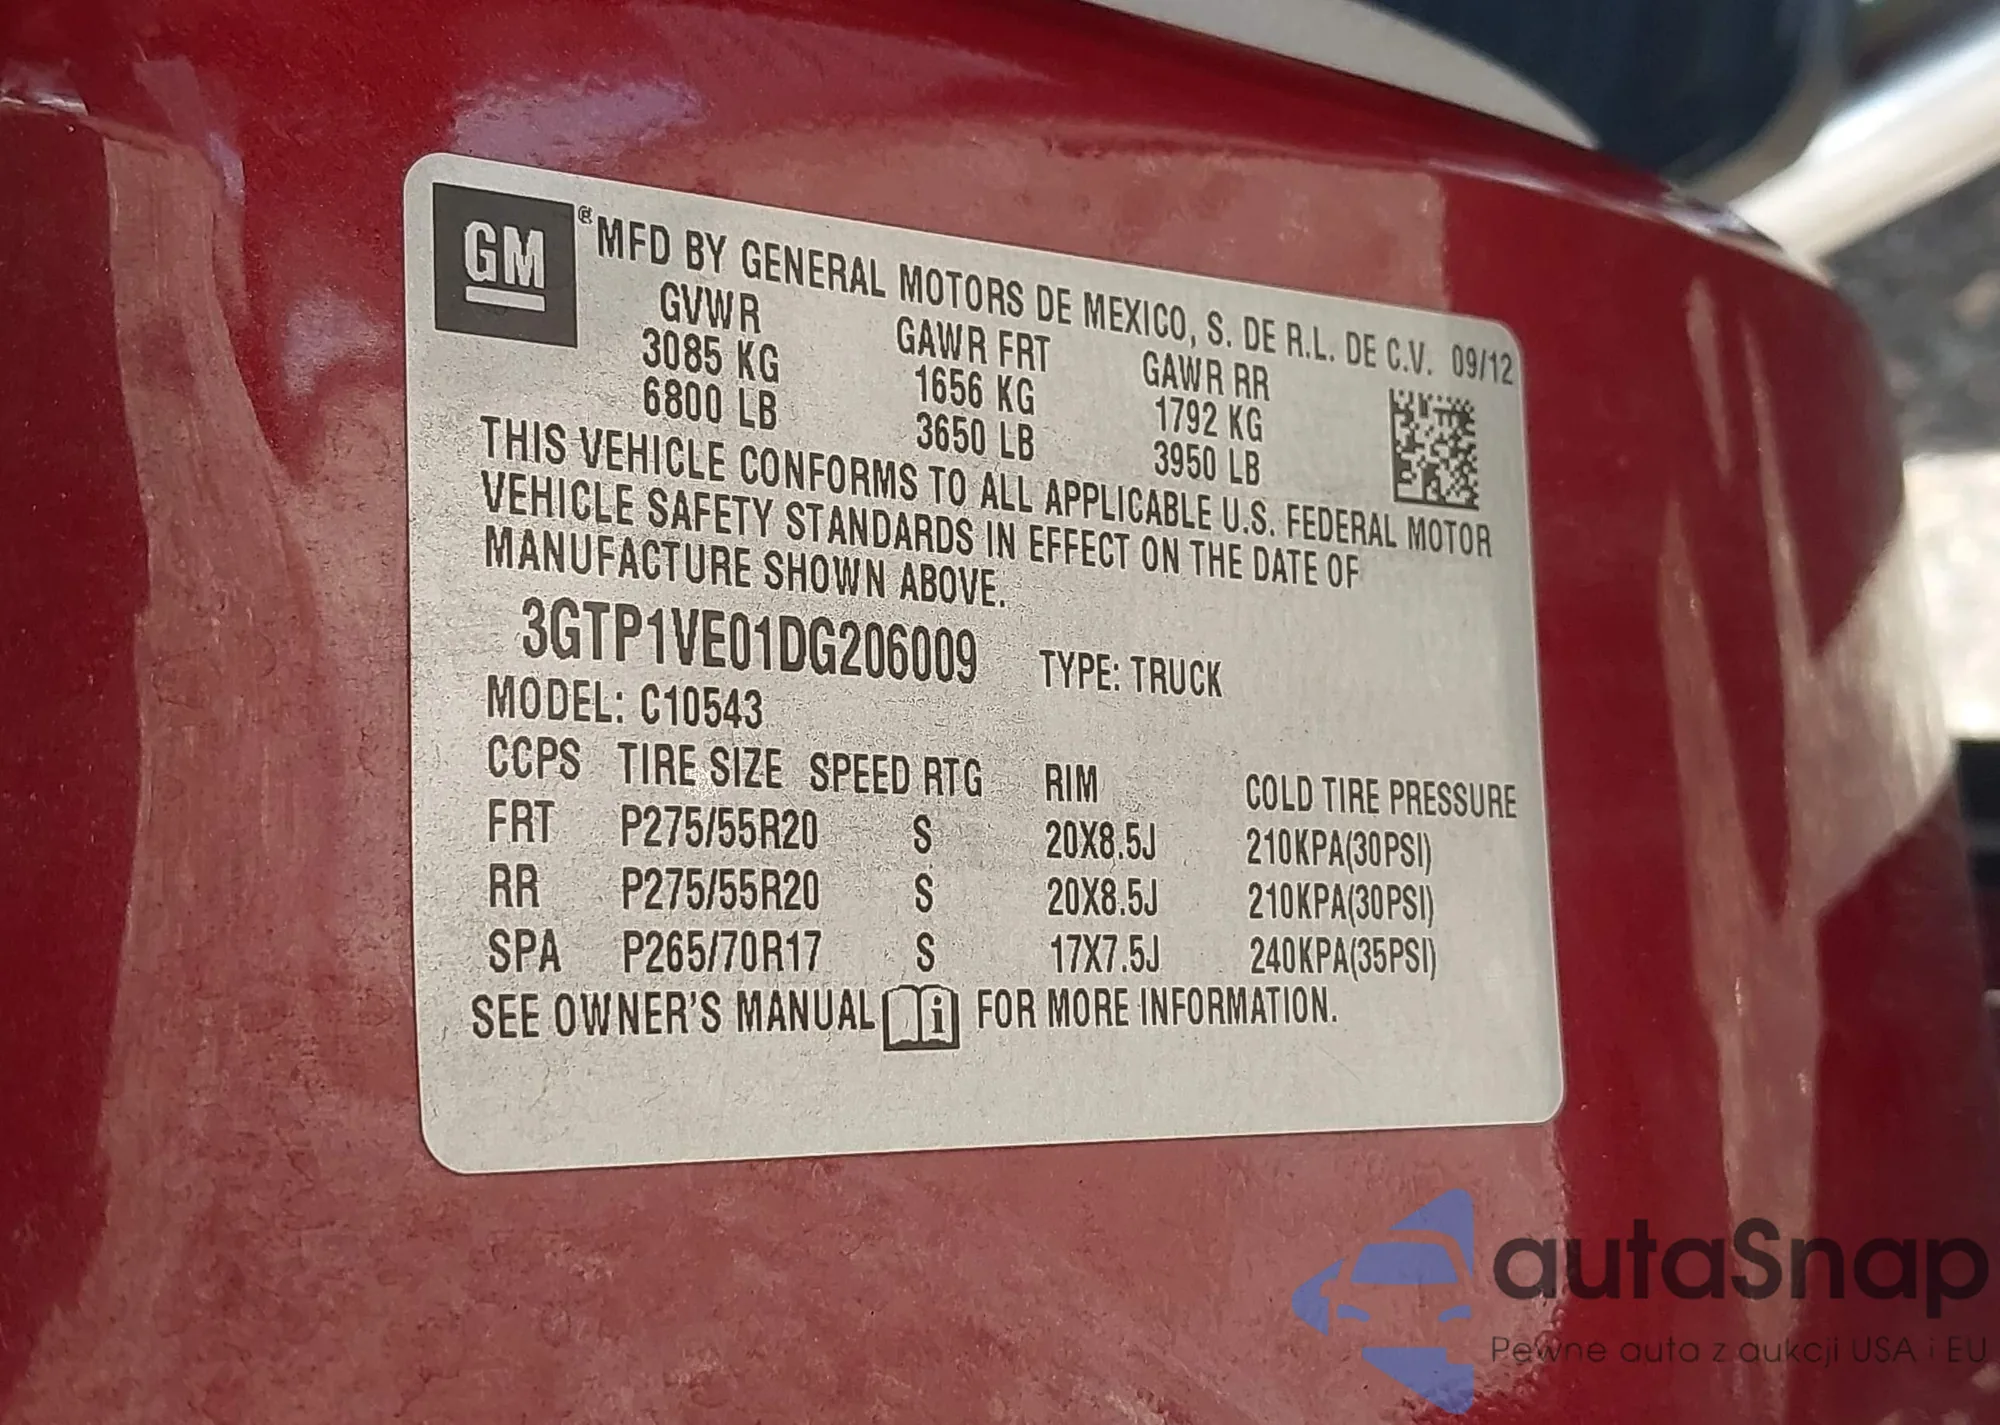 GM ® MFD BY GENERAL MOTORS DE MEXICO, S. DE R.L. DE C.V. 09/12
GVWR GAWR FRT GAWR RR
3085 KG 1656 KG 1792 KG
6800 LB 3650 LB 3950 LB
THIS VEHICLE CONFORMS TO ALL APPLICABLE U.S. FEDERAL MOTOR
VEHICLE SAFETY STANDARDS IN EFFECT ON THE DATE OF
MANUFACTURE SHOWN ABOVE.
3GTP1VE01DG206009 TYPE: TRUCK
MODEL: C10543
CCPS TIRE SIZE SPEED RTG RIM COLD TIRE PRESSURE
FRT P275/55R20 S 20X8.5J 210KPA(30PSI)
RR P275/55R20 S 20X8.5J 210KPA(30PSI)
SPA P265/70R17 S 17X7.5J 240KPA(35PSI)
SEE OWNER'S MANUAL i FOR MORE INFORMATION.
autaSnap
Pewne auta z aukcji USA i EU